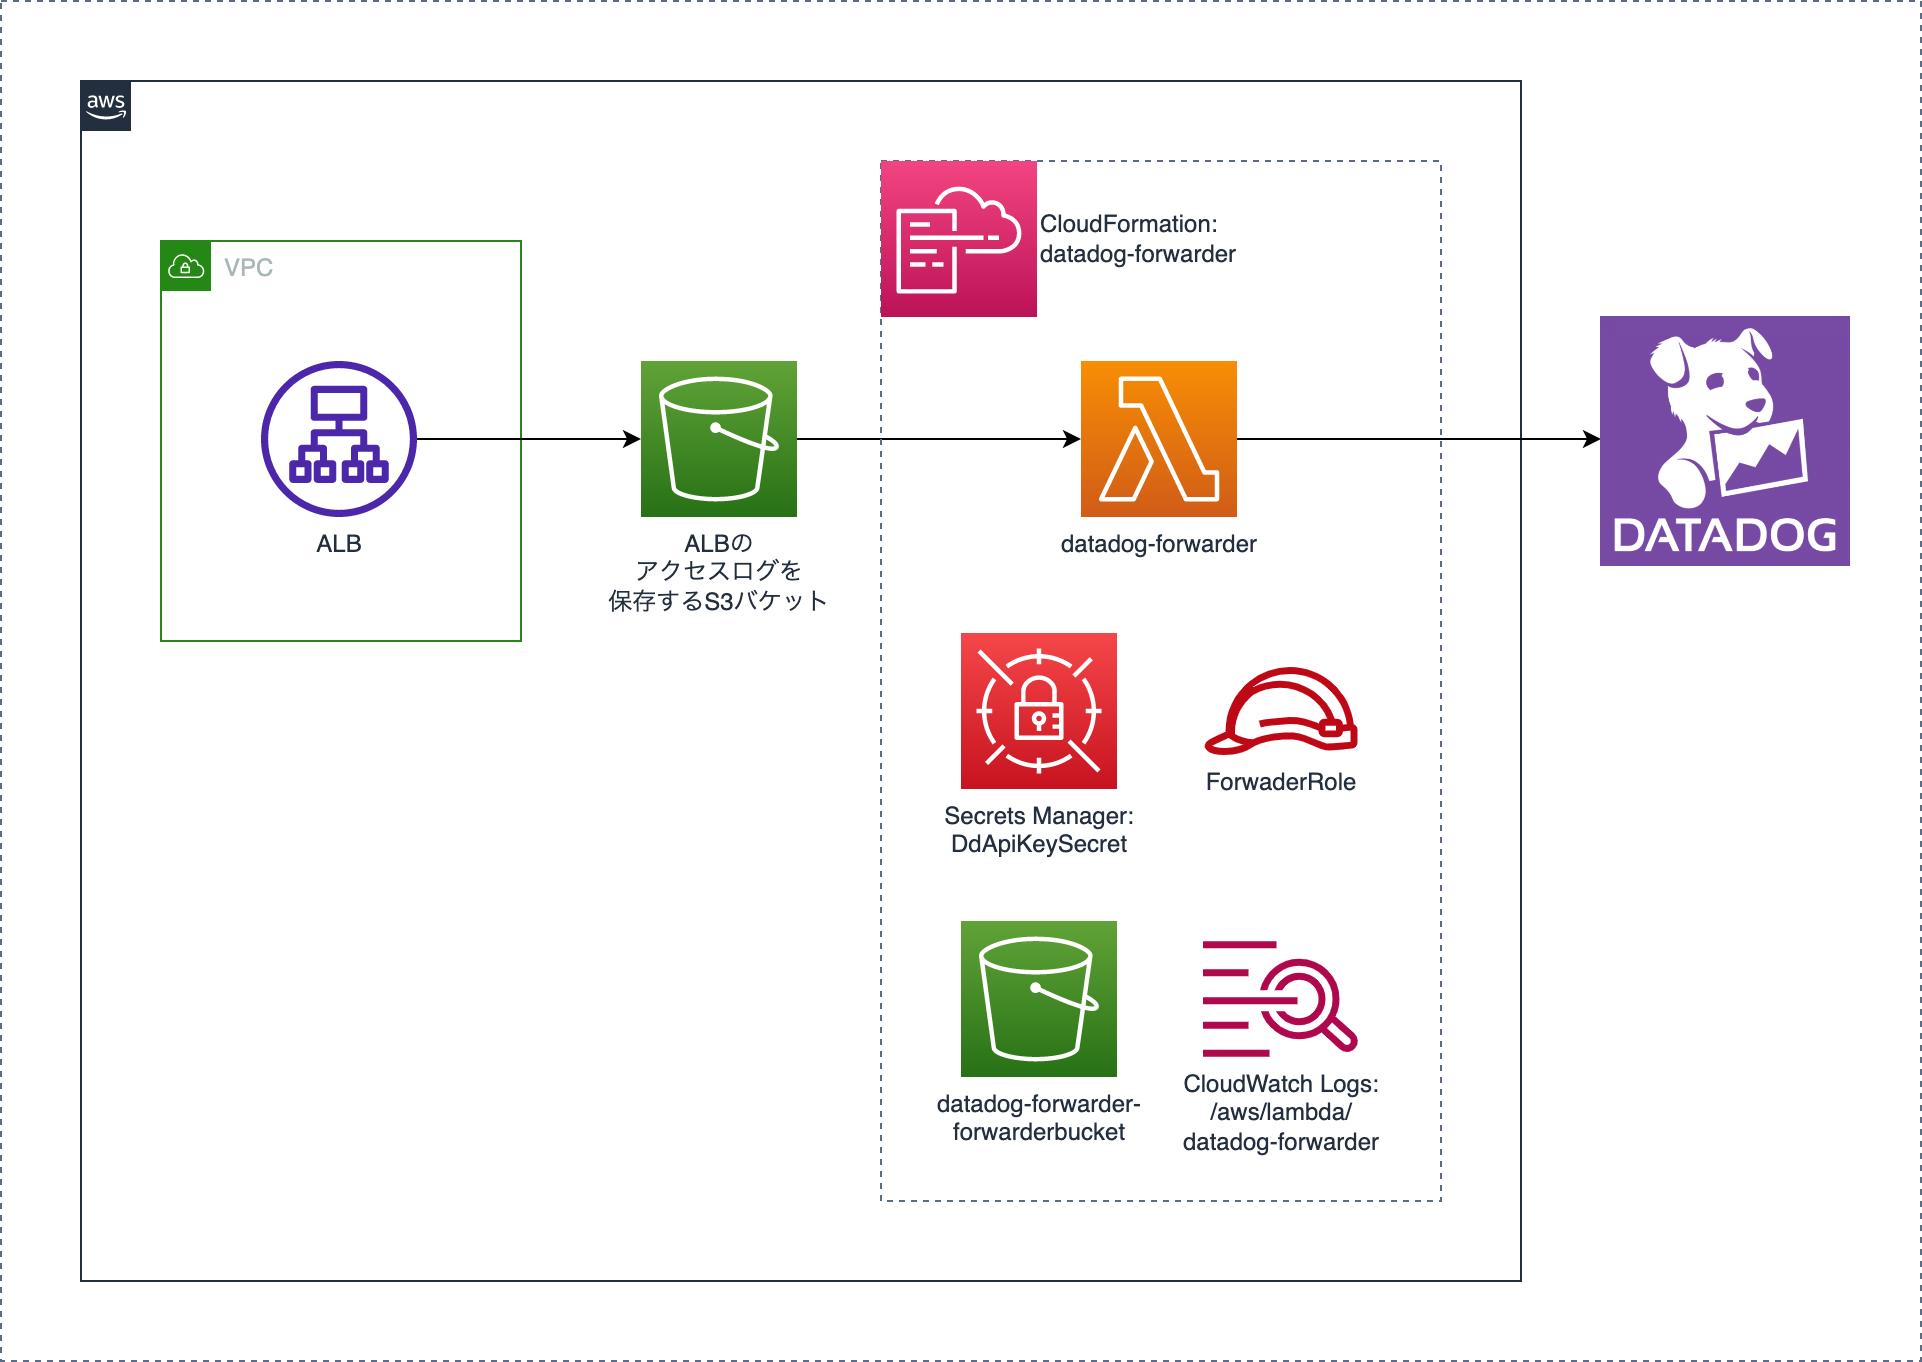 aws
CloudFormation:
datadog-forwarder
VPC
ALB
ALBの
アクセスログを
保存するS3バケット
datadog-forwarder
DATADOG
Secrets Manager:
DdApiKeySecret
ForwaderRole
datadog-forwarder-
forwarderbucket
CloudWatch Logs:
/aws/lambda/
datadog-forwarder